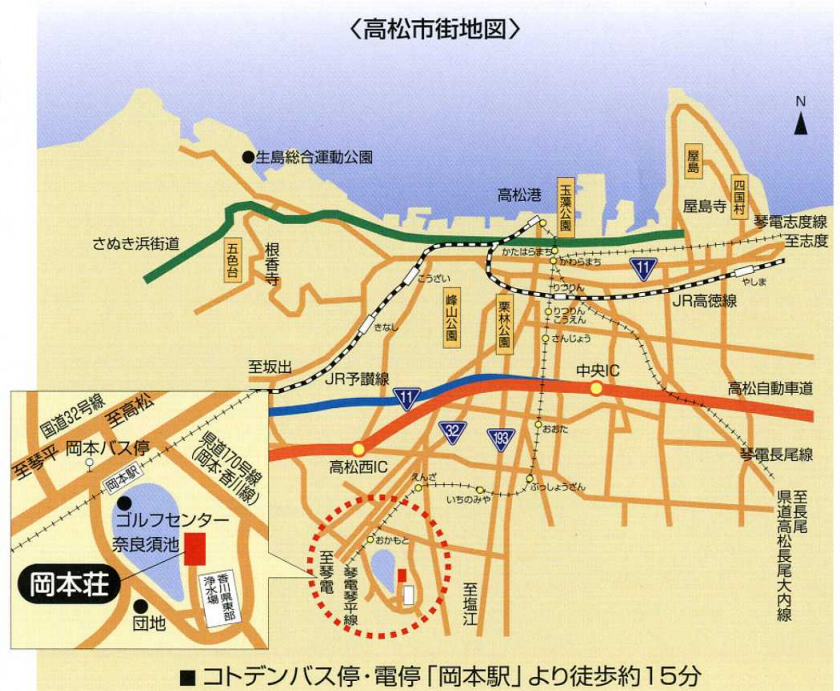 〈高松市街地図〉
N
生島総合運動公園
高松港
玉藻公園
屋島
四国村
屋島寺
琴電志度線
至志度
さぬき浜街道
五色台
根香寺
かたはらまち
かわらまち
11
こうざい
りつりん
やしま
JR高徳線
峰山公園
栗林公園
りつりん
こうえん
きなし
さんじょう
至坂出
JR予讃線
中央IC
11
高松自動車道
32
193
おおた
高松西IC
琴電長尾線
えんざ
いちのみや
ぶっしょうざん
至長尾
県道高松長尾大内線
おかもと
至琴電
琴電琴平線
至塩江
国道32号線
至高松
至琴平
岡本バス停
岡本駅
県道170号線
(岡本・香川線)
ゴルフセンター
奈良須池
岡本荘
香川県東部
浄水場
団地
■コトデンバス停・電停「岡本駅」より徒歩約15分